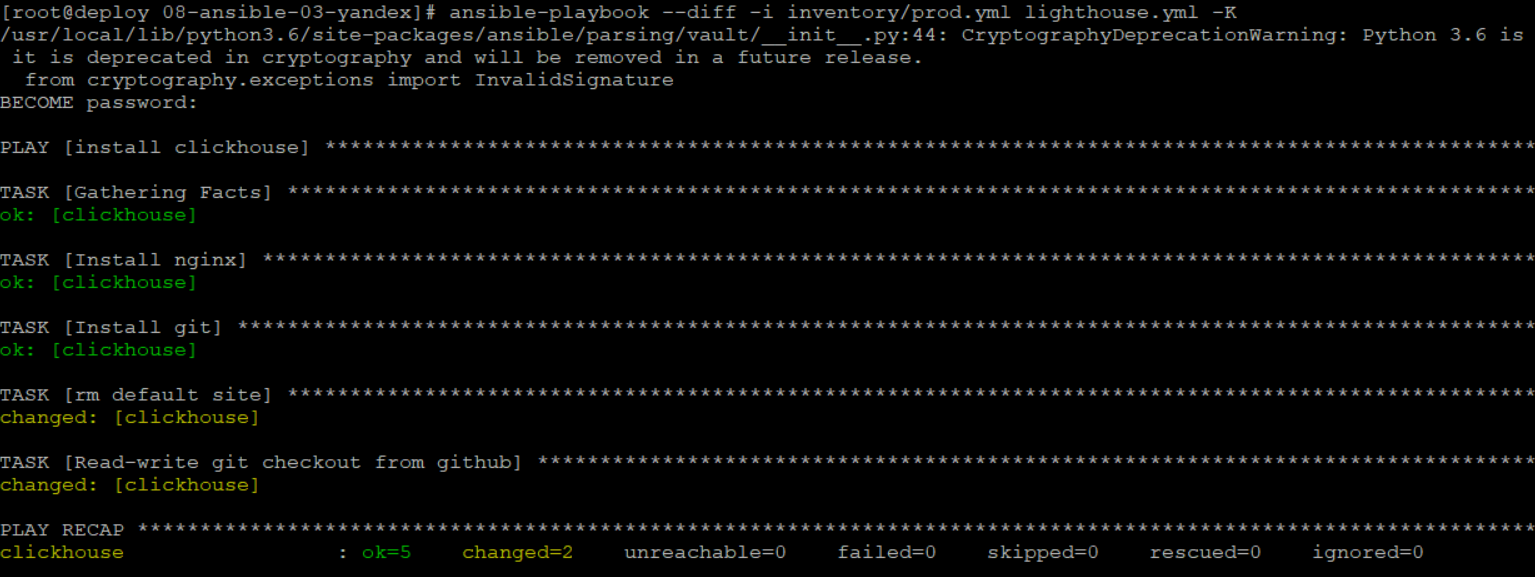 [root@deploy 08-ansible-03-yandex]# ansible-playbook --diff -i inventory/prod.yml lighthouse.yml -K
/usr/local/lib/python3.6/site-packages/ansible/parsing/vault/__init__.py:44: CryptographyDeprecationWarning: Python 3.6 is
 it is deprecated in cryptography and will be removed in a future release.
  from cryptography.exceptions import InvalidSignature
BECOME password:
PLAY [install clickhouse] *************************************************************************************************
TASK [Gathering Facts] ****************************************************************************************************
ok: [clickhouse]
TASK [Install nginx] ******************************************************************************************************
ok: [clickhouse]
TASK [Install git] ********************************************************************************************************
ok: [clickhouse]
TASK [rm default site] ****************************************************************************************************
changed: [clickhouse]
TASK [Read-write git checkout from github] ********************************************************************************
changed: [clickhouse]
PLAY RECAP ****************************************************************************************************************
clickhouse                 : ok=5    changed=2    unreachable=0    failed=0    skipped=0    rescued=0    ignored=0